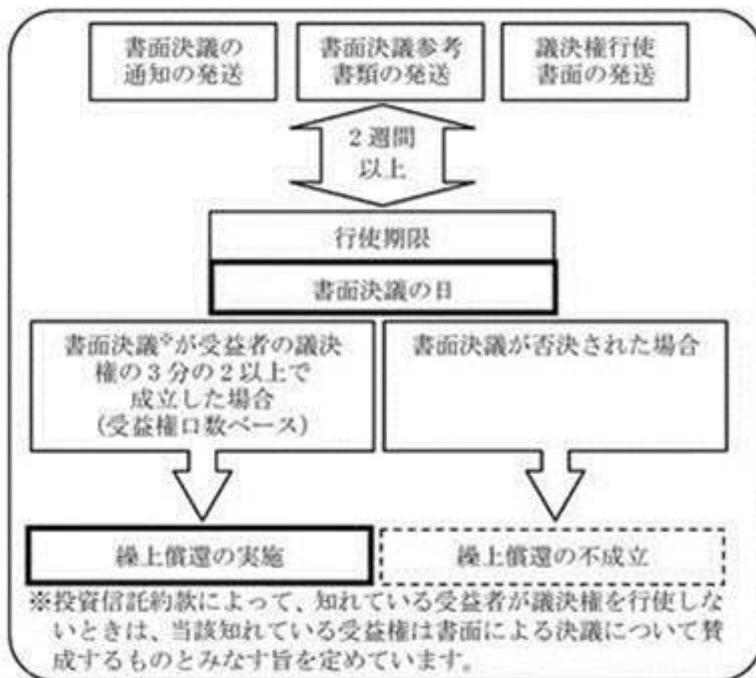 書面決議の
通知の発送
書面決議参考
書類の発送
議決権行使
書面の発送
2週間
以上
行使期限
書面決議の日
書面決議※が受益者の議決
権の3分の2以上で
成立した場合
(受益権口数ベース)
書面決議が否決された場合
繰上償還の実施
繰上償還の不成立
※投資信託約款によって、知れている受益者が議決権を行使しな
いときは、当該知れている受益権は書面による決議について賛
成するものとみなす旨を定めています。